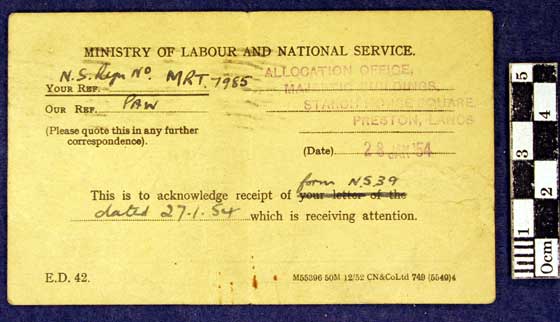 MINISTRY OF LABOUR AND NATIONAL SERVICE.
N.S. Regn No. MRT. 7985
YOUR REF.
OUR REF. PAW
(Please quote this in any further
correspondence).
ALLOCATION OFFICE,
BUILDINGS,
SQUARE
PRESTON, LANCS
(Date) 28 JAN '54
form NS39
This is to acknowledge receipt of your letter of the
dated 27.1.54 which is receiving attention.
E.D. 42.
M55396 50M 12/52 CN&CoLtd 749 (5549)4
5
4
3
2
1
0cm